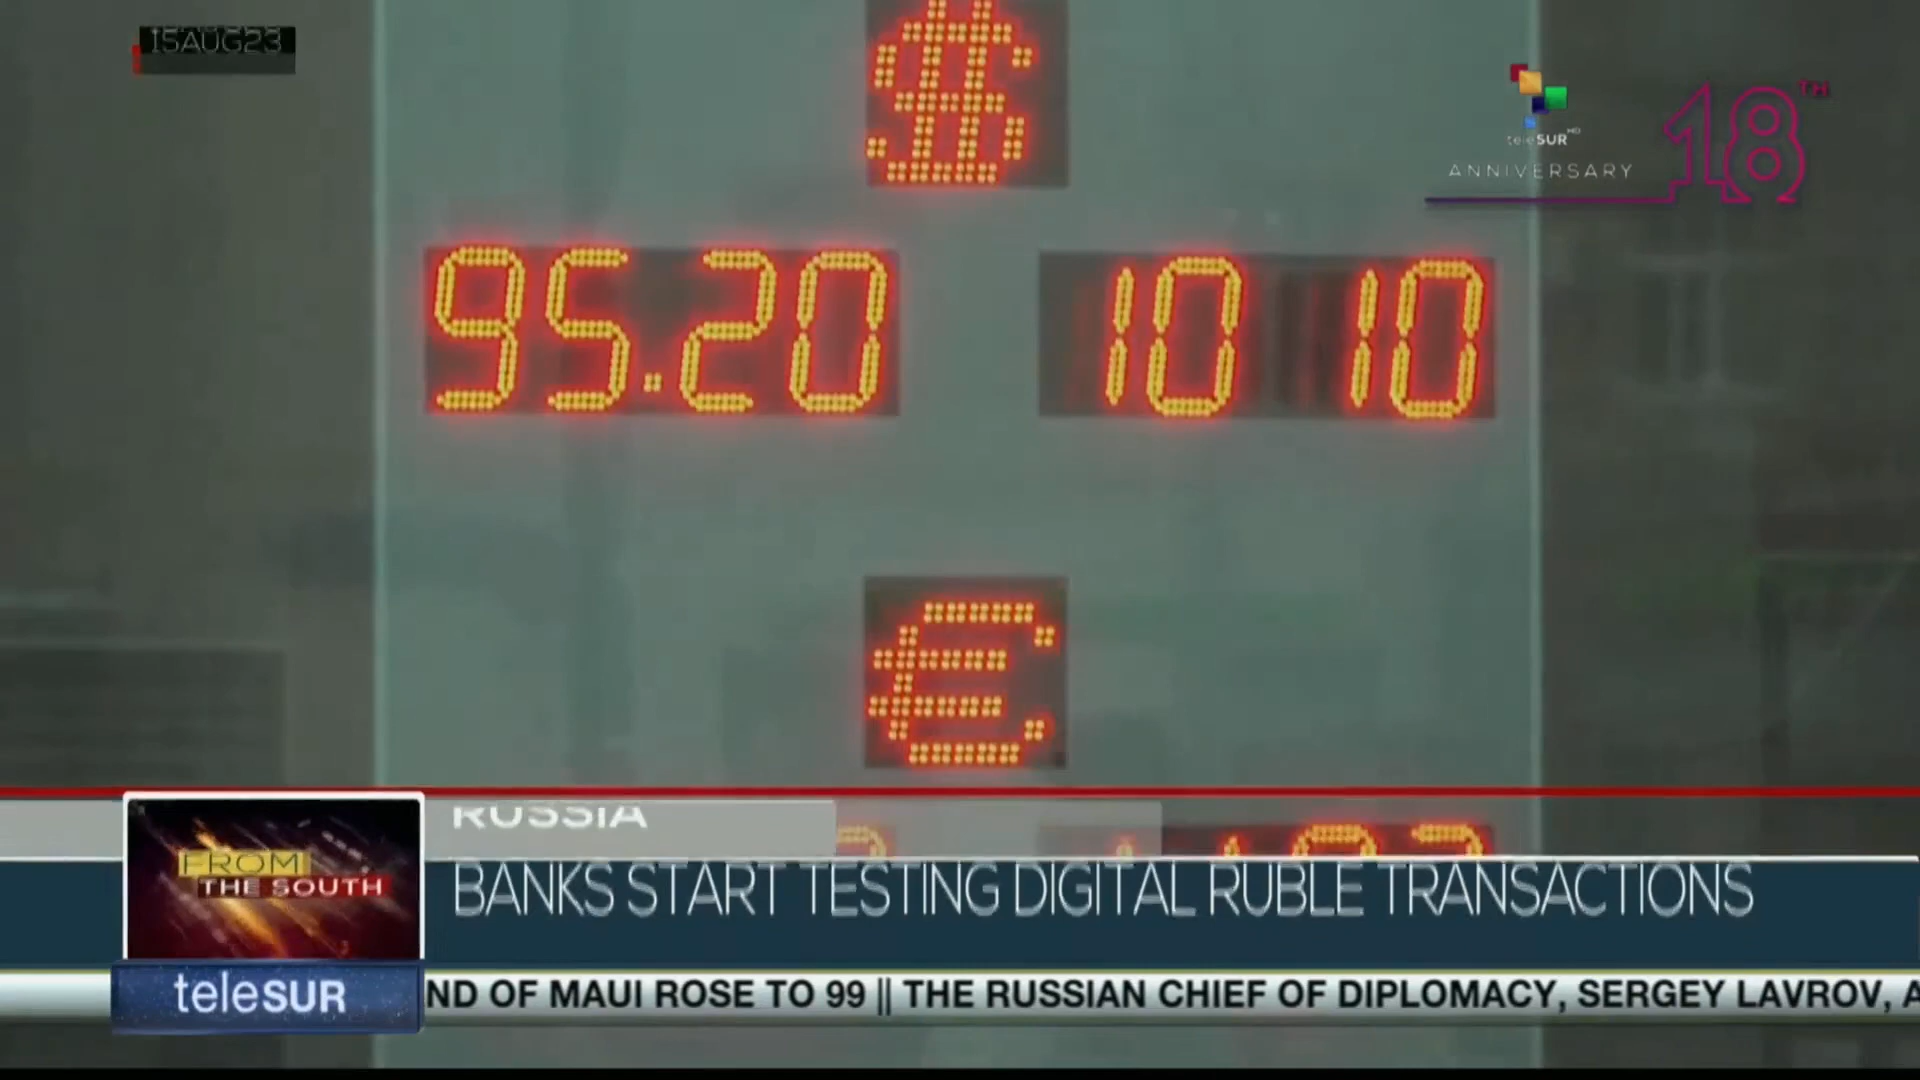 15AUG23
$
18TH
teleSUR HD
ANNIVERSARY
95.20 10 10
€
RUSSIA
FROM
THE SOUTH
BANKS START TESTING DIGITAL RUBLE TRANSACTIONS
teleSUR
ND OF MAUI ROSE TO 99 || THE RUSSIAN CHIEF OF DIPLOMACY, SERGEY LAVROV, A